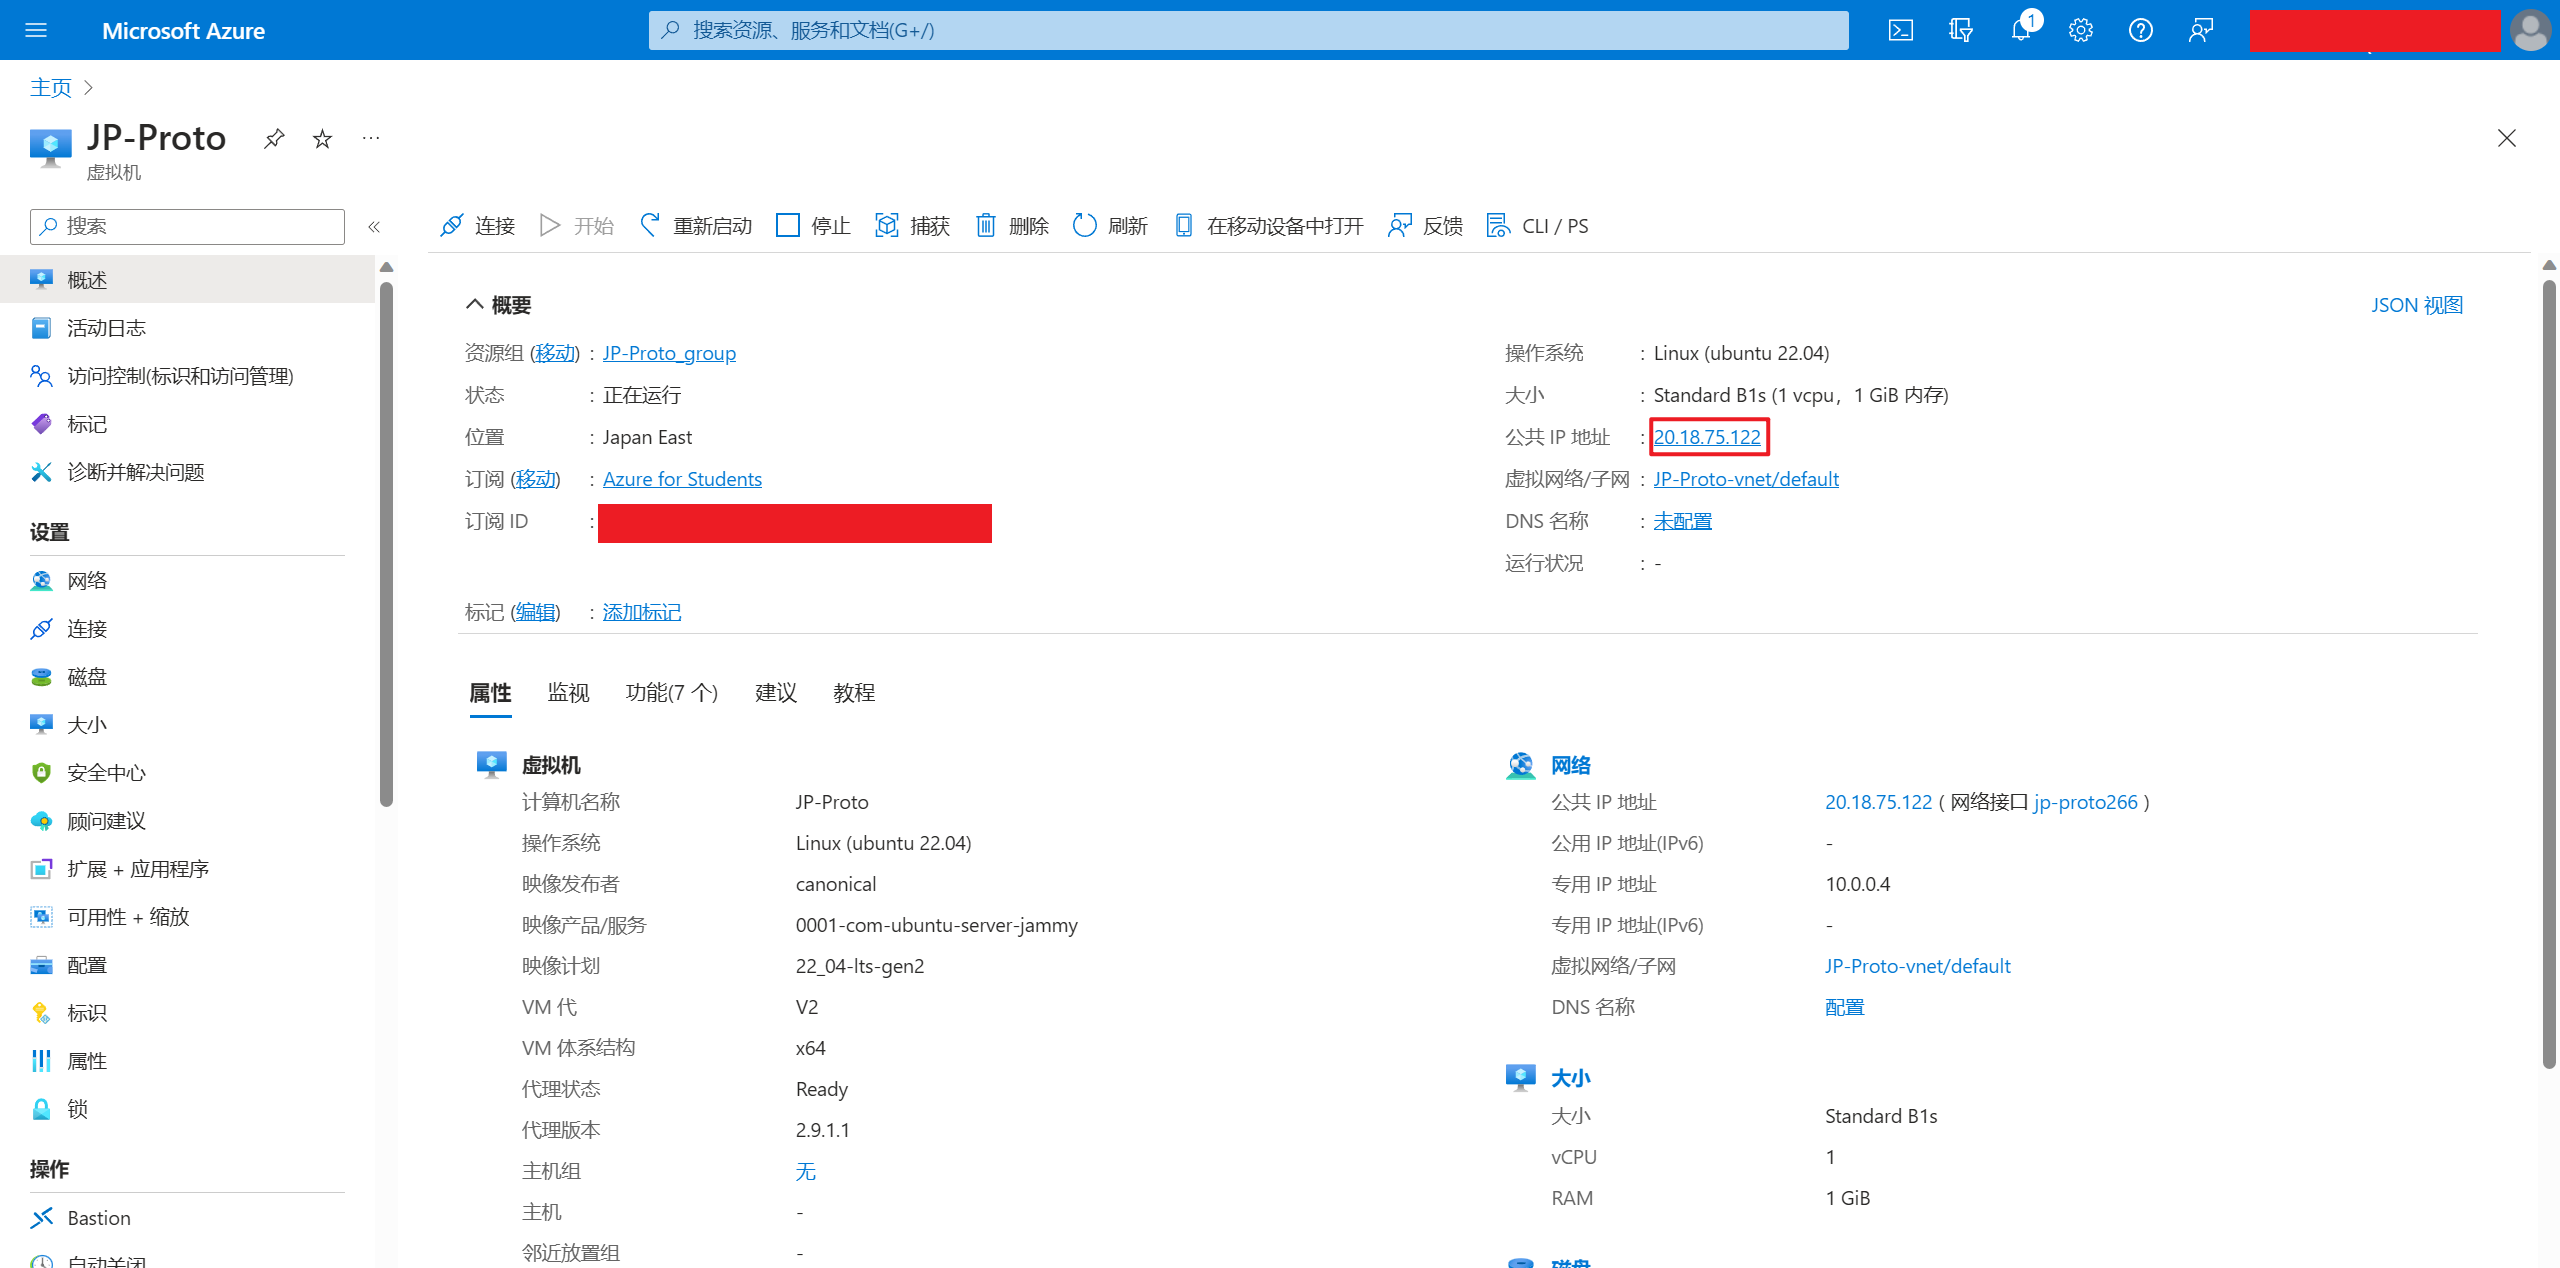 Microsoft Azure
搜索资源、服务和文档(G+/)
1
主页
JP-Proto
虚拟机
搜索
连接 开始 重新启动 停止 捕获 删除 刷新 在移动设备中打开 反馈 CLI / PS
概述
活动日志
访问控制(标识和访问管理)
标记
诊断并解决问题
设置
网络
连接
磁盘
大小
安全中心
顾问建议
扩展 + 应用程序
可用性 + 缩放
配置
标识
属性
锁
操作
Bastion
自动关闭
概要
JSON 视图
资源组 (移动) : JP-Proto_group
状态 : 正在运行
位置 : Japan East
订阅 (移动) : Azure for Students
订阅 ID :
操作系统 : Linux (ubuntu 22.04)
大小 : Standard B1s (1 vcpu，1 GiB 内存)
公共 IP 地址 : 20.18.75.122
虚拟网络/子网 : JP-Proto-vnet/default
DNS 名称 : 未配置
运行状况 : -
标记 (编辑) : 添加标记
属性 监视 功能(7 个) 建议 教程
虚拟机
计算机名称 JP-Proto
操作系统 Linux (ubuntu 22.04)
映像发布者 canonical
映像产品/服务 0001-com-ubuntu-server-jammy
映像计划 22_04-lts-gen2
VM 代 V2
VM 体系结构 x64
代理状态 Ready
代理版本 2.9.1.1
主机组 无
主机 -
邻近放置组 -
网络
公共 IP 地址 20.18.75.122 ( 网络接口 jp-proto266 )
公用 IP 地址(IPv6) -
专用 IP 地址 10.0.0.4
专用 IP 地址(IPv6) -
虚拟网络/子网 JP-Proto-vnet/default
DNS 名称 配置
大小
大小 Standard B1s
vCPU 1
RAM 1 GiB
磁盘